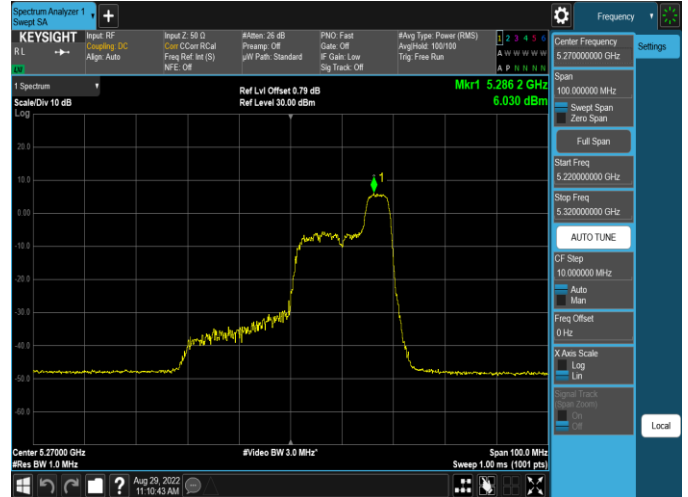 Spectrum Analyzer 1
Swept SA
Frequency
KEYSIGHT
RL
Input: RF
Coupling: DC
Align: Auto
Input Z: 50 Ω
Corr CCorr RCal
Freq Ref: Int (S)
NFE: Off
#Atten: 26 dB
Preamp: Off
µW Path: Standard
PNO: Fast
Gate: Off
IF Gain: Low
Sig Track: Off
#Avg Type: Power (RMS)
Avg|Hold: 100/100
Trig: Free Run
1 2 3 4 5 6
A W W W W W
A P N N N N
LW
1 Spectrum
Scale/Div 10 dB
Log
Ref Lvl Offset 0.79 dB
Ref Level 30.00 dBm
Mkr1 5.286 2 GHz
6.030 dBm
1
20.0
10.0
0.00
-10.0
-20.0
-30.0
-40.0
-50.0
-60.0
Center 5.27000 GHz
#Res BW 1.0 MHz
#Video BW 3.0 MHz*
Span 100.0 MHz
Sweep 1.00 ms (1001 pts)
Center Frequency
5.270000000 GHz
Settings
Span
100.000000 MHz
Swept Span
Zero Span
Full Span
Start Freq
5.220000000 GHz
Stop Freq
5.320000000 GHz
AUTO TUNE
CF Step
10.000000 MHz
Auto
Man
Freq Offset
0 Hz
X Axis Scale
Log
Lin
Signal Track
(Span Zoom)
On
Off
Local
?
Aug 29, 2022
11:10:43 AM